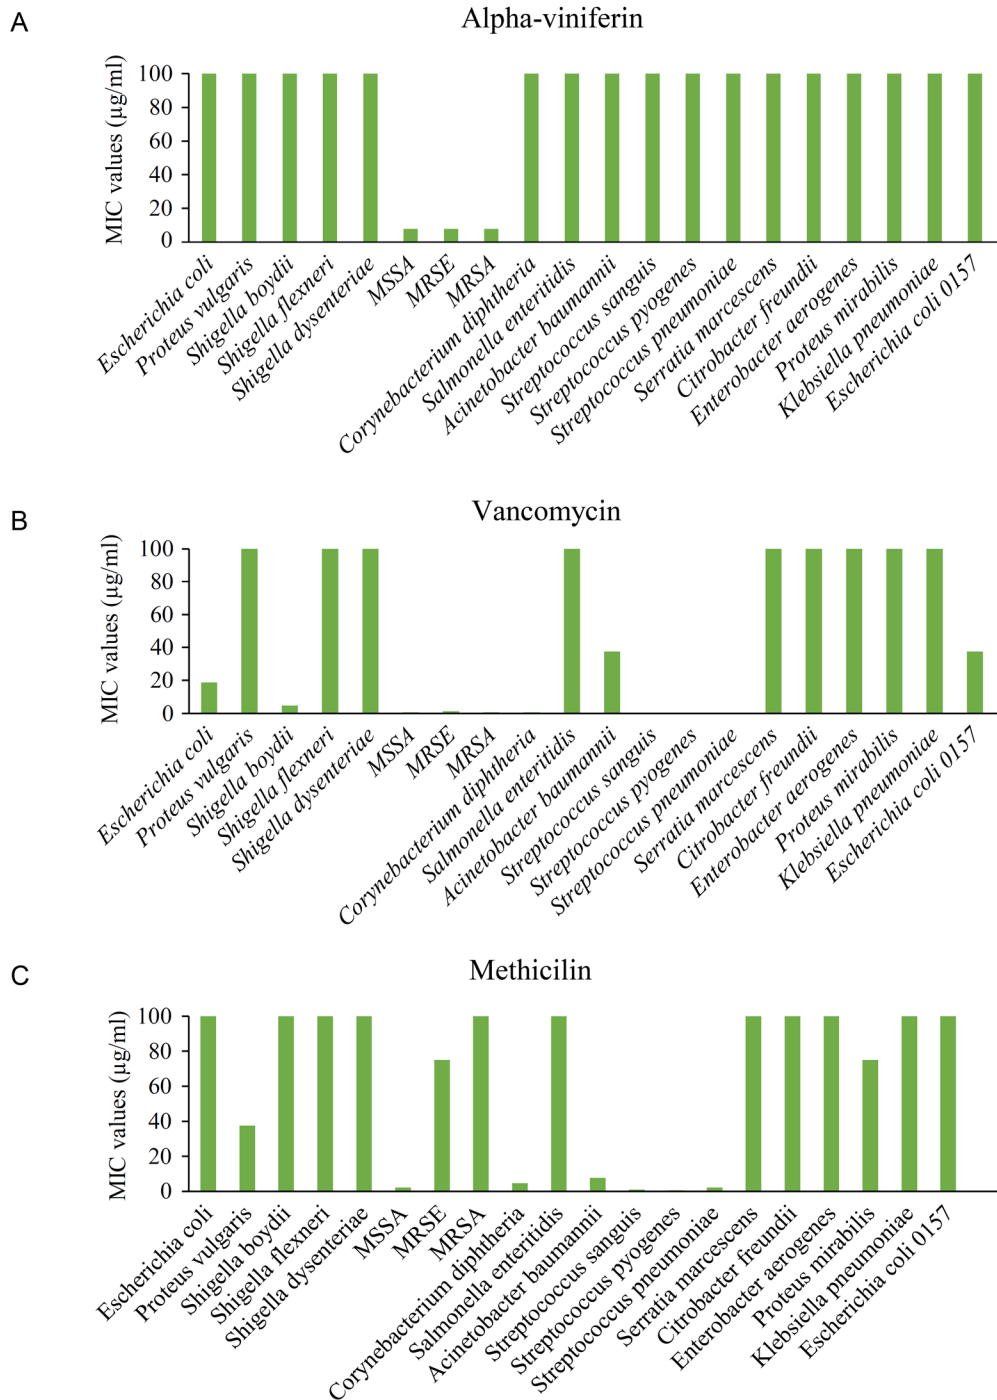 A
Alpha-viniferin
MIC values (µg/ml)
100
80
60
40
20
0
Escherichia coli
Proteus vulgaris
Shigella boydii
Shigella flexneri
Shigella dysenteriae
MSSA
MRSE
MRSA
Corynebacterium diphtheria
Salmonella enteritidis
Acinetobacter baumannii
Streptococcus sanguis
Streptococcus pyogenes
Streptococcus pneumoniae
Serratia marcescens
Citrobacter freundii
Enterobacter aerogenes
Proteus mirabilis
Klebsiella pneumoniae
Escherichia coli 0157
B
Vancomycin
MIC values (µg/ml)
100
80
60
40
20
0
Escherichia coli
Proteus vulgaris
Shigella boydii
Shigella flexneri
Shigella dysenteriae
MSSA
MRSE
MRSA
Corynebacterium diphtheria
Salmonella enteritidis
Acinetobacter baumannii
Streptococcus sanguis
Streptococcus pyogenes
Streptococcus pneumoniae
Serratia marcescens
Citrobacter freundii
Enterobacter aerogenes
Proteus mirabilis
Klebsiella pneumoniae
Escherichia coli 0157
C
Methicilin
MIC values (µg/ml)
100
80
60
40
20
0
Escherichia coli
Proteus vulgaris
Shigella boydii
Shigella flexneri
Shigella dysenteriae
MSSA
MRSE
MRSA
Corynebacterium diphtheria
Salmonella enteritidis
Acinetobacter baumannii
Streptococcus sanguis
Streptococcus pyogenes
Streptococcus pneumoniae
Serratia marcescens
Citrobacter freundii
Enterobacter aerogenes
Proteus mirabilis
Klebsiella pneumoniae
Escherichia coli 0157